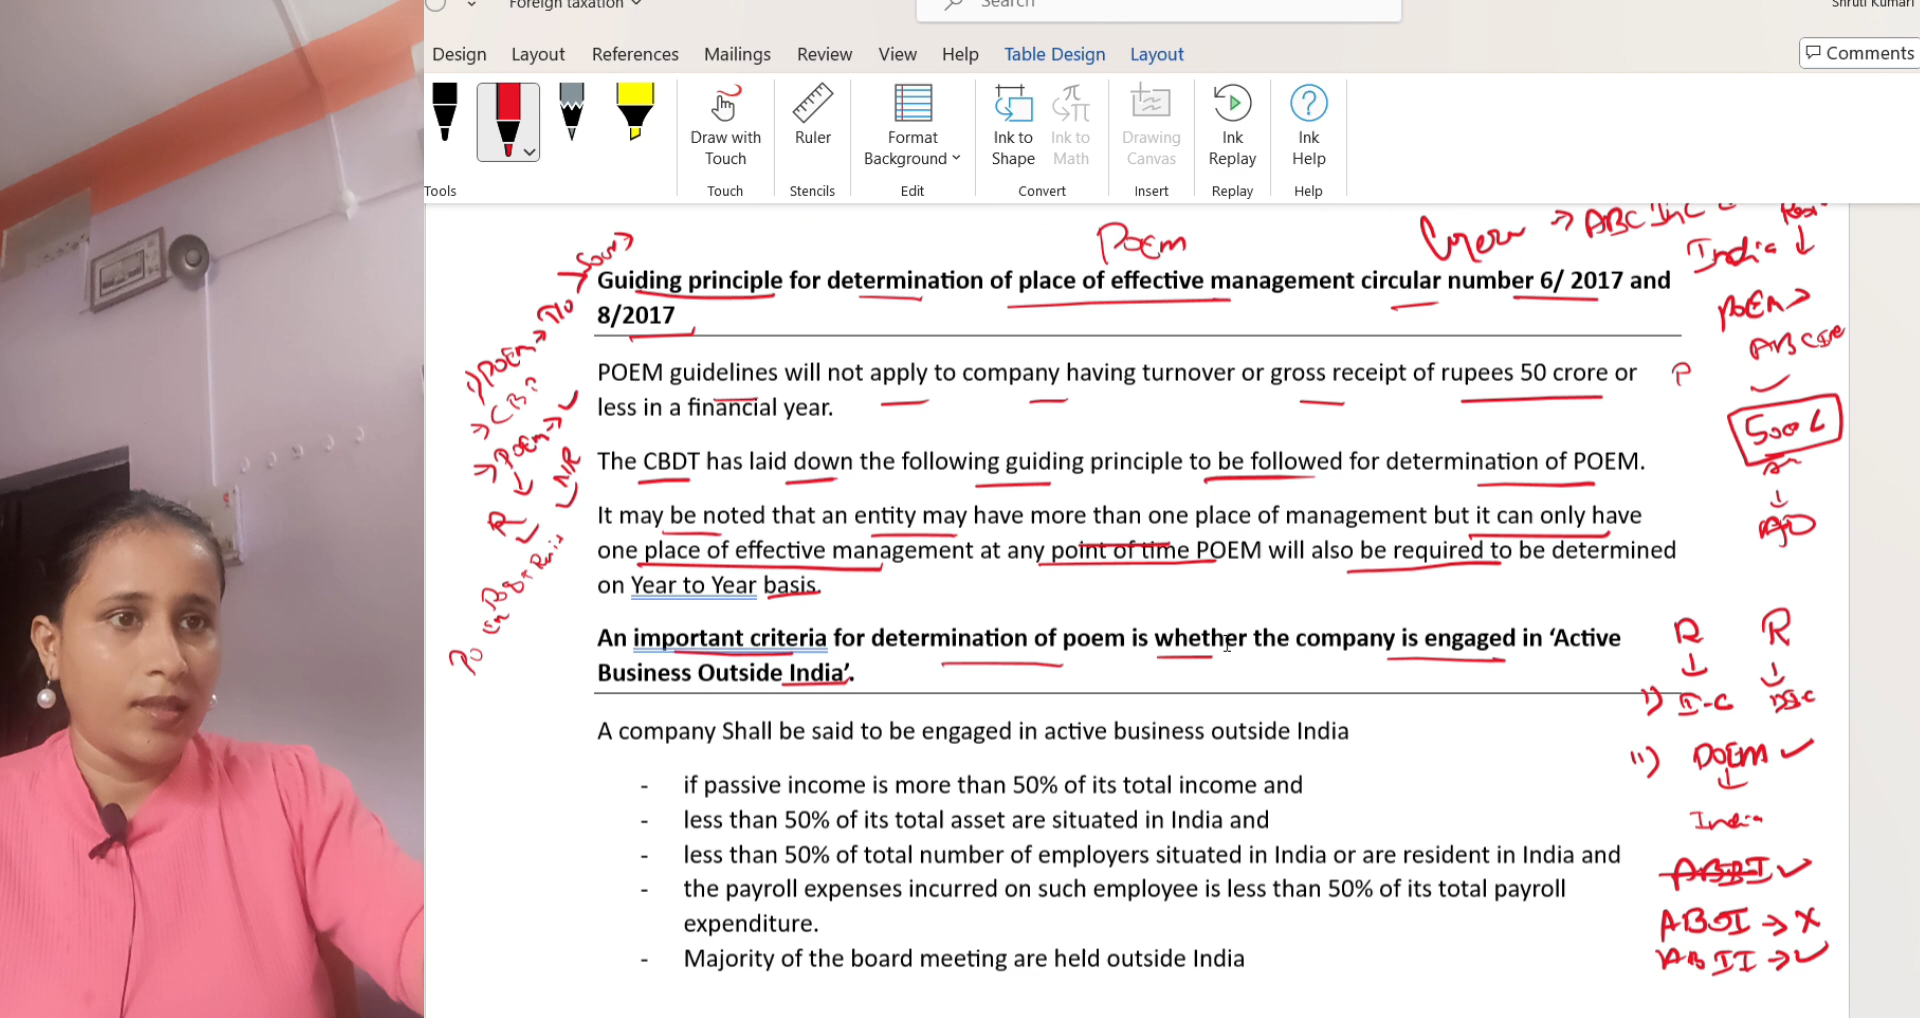 Foreign taxation
Search
Shruti Kumari
Design Layout References Mailings Review View Help Table Design Layout
Comments
Draw with Touch
Ruler
Format Background
Ink to Shape
Ink to Math
Drawing Canvas
Ink Replay
Ink Help
Tools Touch Stencils Edit Convert Insert Replay Help
POEM
→ ABC Inc
India
Guiding principle for determination of place of effective management circular number 6/ 2017 and
8/2017
POEM guidelines will not apply to company having turnover or gross receipt of rupees 50 crore or
less in a financial year.
The CBDT has laid down the following guiding principle to be followed for determination of POEM.
It may be noted that an entity may have more than one place of management but it can only have
one place of effective management at any point of time POEM will also be required to be determined
on Year to Year basis.
An important criteria for determination of poem is whether the company is engaged in ‘Active
Business Outside India’.
A company Shall be said to be engaged in active business outside India
- if passive income is more than 50% of its total income and
- less than 50% of its total asset are situated in India and
- less than 50% of total number of employers situated in India or are resident in India and
- the payroll expenses incurred on such employee is less than 50% of its total payroll
expenditure.
- Majority of the board meeting are held outside India
POEM
R R
I-C
POEM
India
ABOI → X
ABII →